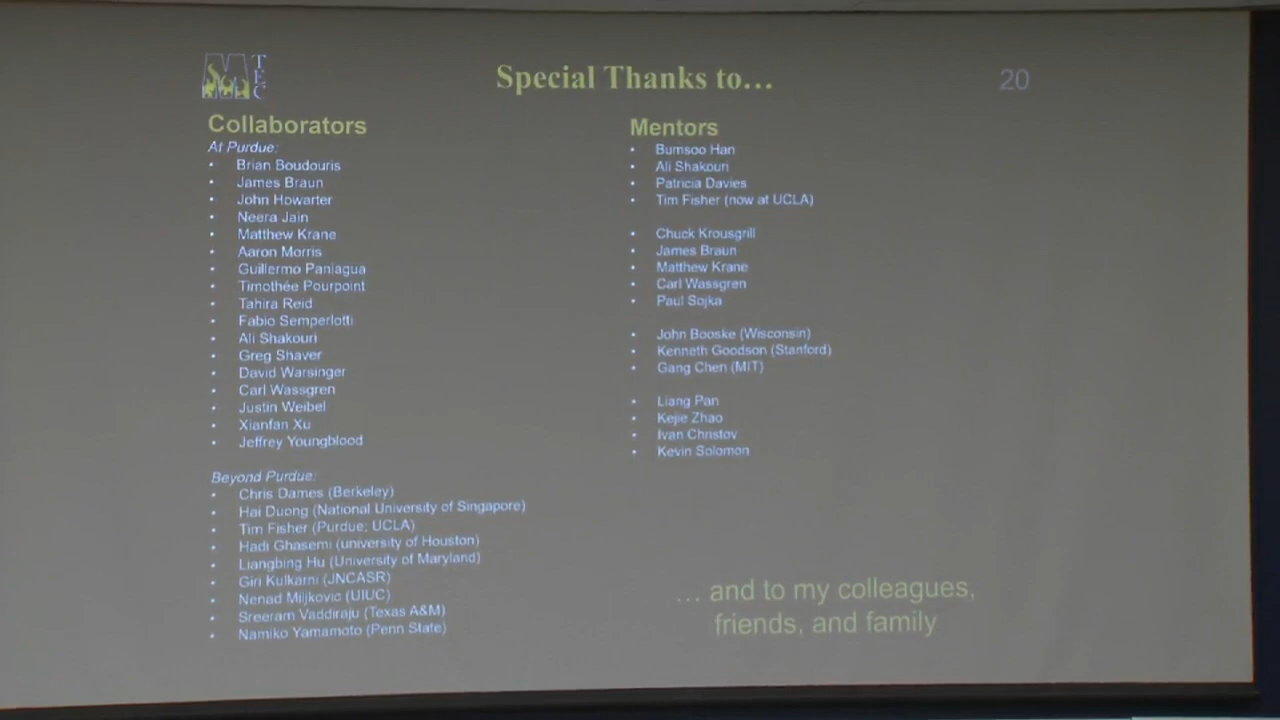 M TEC
Special Thanks to...
20
Collaborators
At Purdue:
• Brian Boudouris
• James Braun
• John Howarter
• Neera Jain
• Matthew Krane
• Aaron Morris
• Guillermo Paniagua
• Timothée Pourpoint
• Tahira Reid
• Fabio Semperlotti
• Ali Shakouri
• Greg Shaver
• David Warsinger
• Carl Wassgren
• Justin Weibel
• Xianfan Xu
• Jeffrey Youngblood
Beyond Purdue:
• Chris Dames (Berkeley)
• Hai Duong (National University of Singapore)
• Tim Fisher (Purdue; UCLA)
• Hadi Ghasemi (university of Houston)
• Liangbing Hu (University of Maryland)
• Giri Kulkarni (JNCASR)
• Nenad Miljkovic (UIUC)
• Sreeram Vaddiraju (Texas A&M)
• Namiko Yamamoto (Penn State)
Mentors
• Bumsoo Han
• Ali Shakouri
• Patricia Davies
• Tim Fisher (now at UCLA)
• Chuck Krousgrill
• James Braun
• Matthew Krane
• Carl Wassgren
• Paul Sojka
• John Booske (Wisconsin)
• Kenneth Goodson (Stanford)
• Gang Chen (MIT)
• Liang Pan
• Kejie Zhao
• Ivan Christov
• Kevin Solomon
... and to my colleagues,
friends, and family